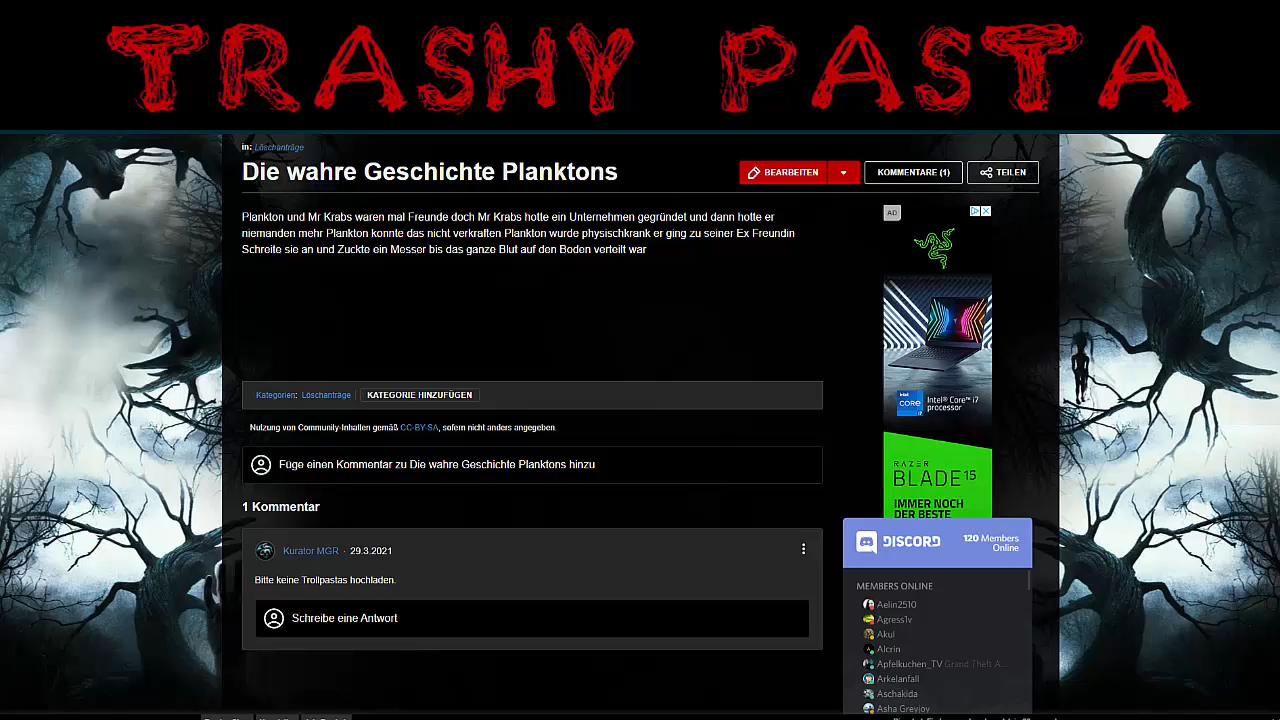 TRASHY PASTA
in: Löschanträge
Die wahre Geschichte Planktons
BEARBEITEN
KOMMENTARE (1)
TEILEN
Plankton und Mr Krabs waren mal Freunde doch Mr Krabs hotte ein Unternehmen gegründet und dann hotte er
niemanden mehr Plankton konnte das nicht verkraften Plankton wurde physischkrank er ging zu seiner Ex Freundin
Schreite sie an und Zuckte ein Messer bis das ganze Blut auf den Boden verteilt war
AD
intel
CORE
i7
Intel® Core™ i7
processor
RAZER
BLADE 15
IMMER NOCH
DER BESTE
Kategorien: Löschanträge
KATEGORIE HINZUFÜGEN
Nutzung von Community-Inhalten gemäß CC-BY-SA, sofern nicht anders angegeben.
Füge einen Kommentar zu Die wahre Geschichte Planktons hinzu
1 Kommentar
Kurator MGR · 29.3.2021
Bitte keine Trollpastas hochladen.
Schreibe eine Antwort
DISCORD
120 Members
Online
MEMBERS ONLINE
Aelin2510
Agress1v
Akul
Alcrin
Apfelkuchen_TV Grand Theft A...
Arkelanfall
Aschakida
Asha Greyjoy